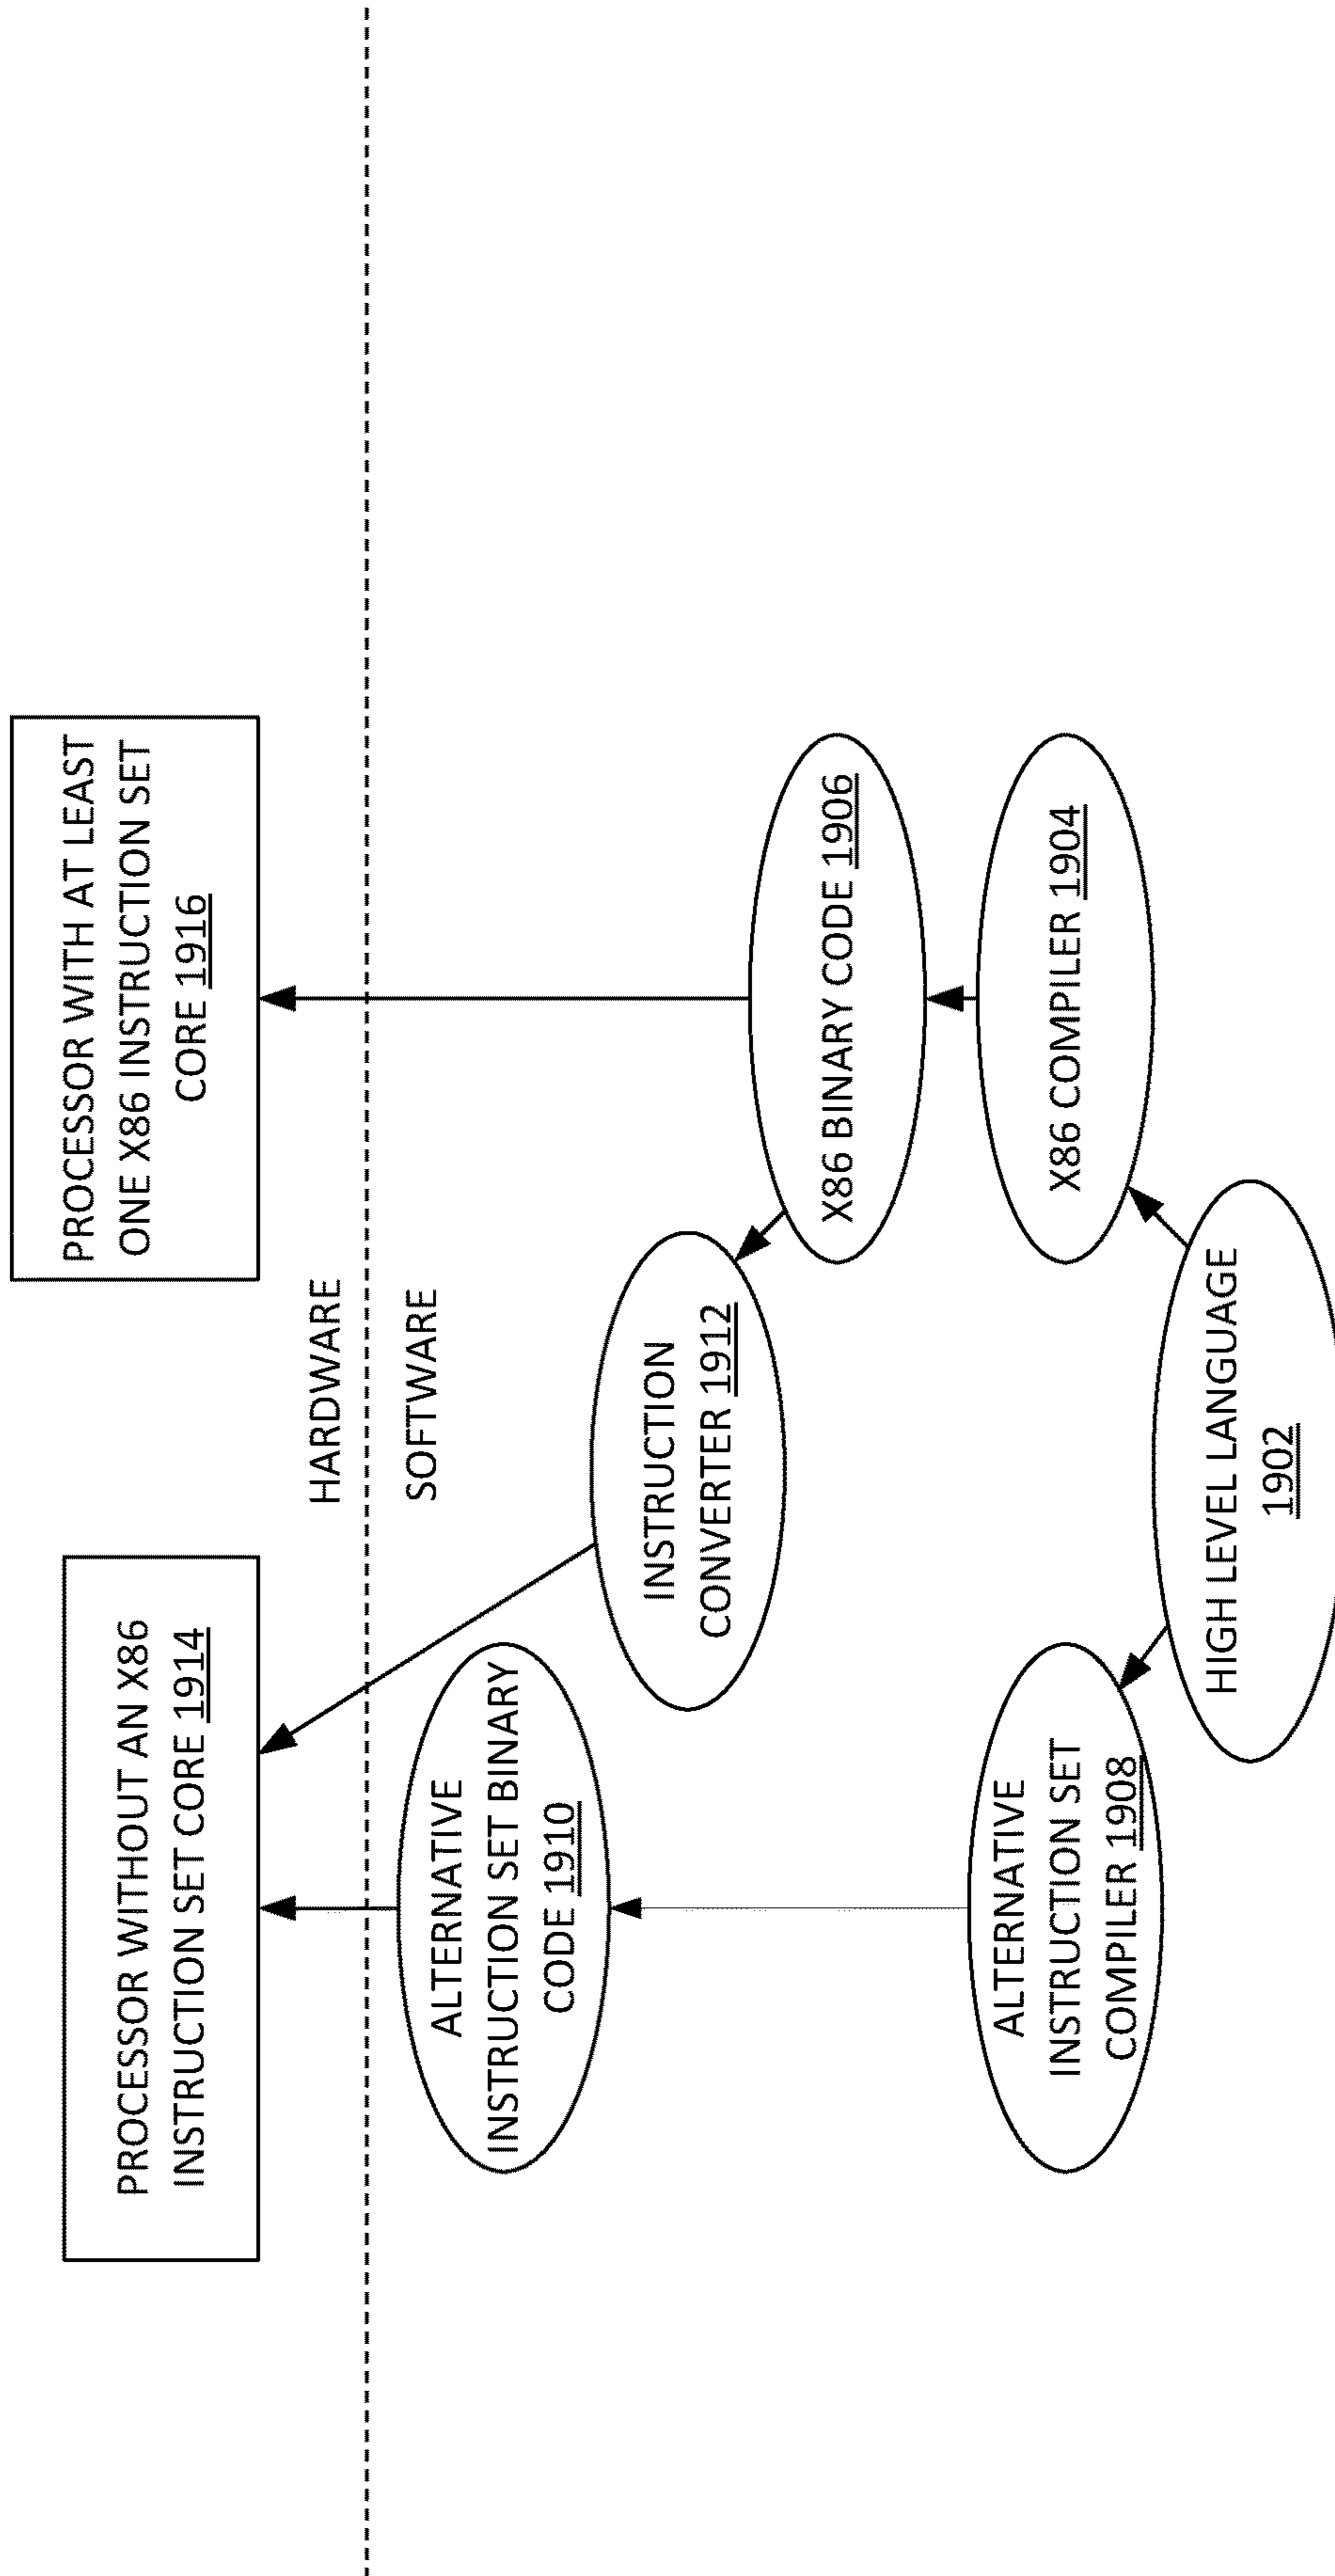 PROCESSOR WITHOUT AN X86
INSTRUCTION SET CORE 1914
PROCESSOR WITH AT LEAST
ONE X86 INSTRUCTION SET
CORE 1916
HARDWARE
SOFTWARE
ALTERNATIVE
INSTRUCTION SET BINARY
CODE 1910
INSTRUCTION
CONVERTER 1912
X86 BINARY CODE 1906
ALTERNATIVE
INSTRUCTION SET
COMPILER 1908
X86 COMPILER 1904
HIGH LEVEL LANGUAGE
1902